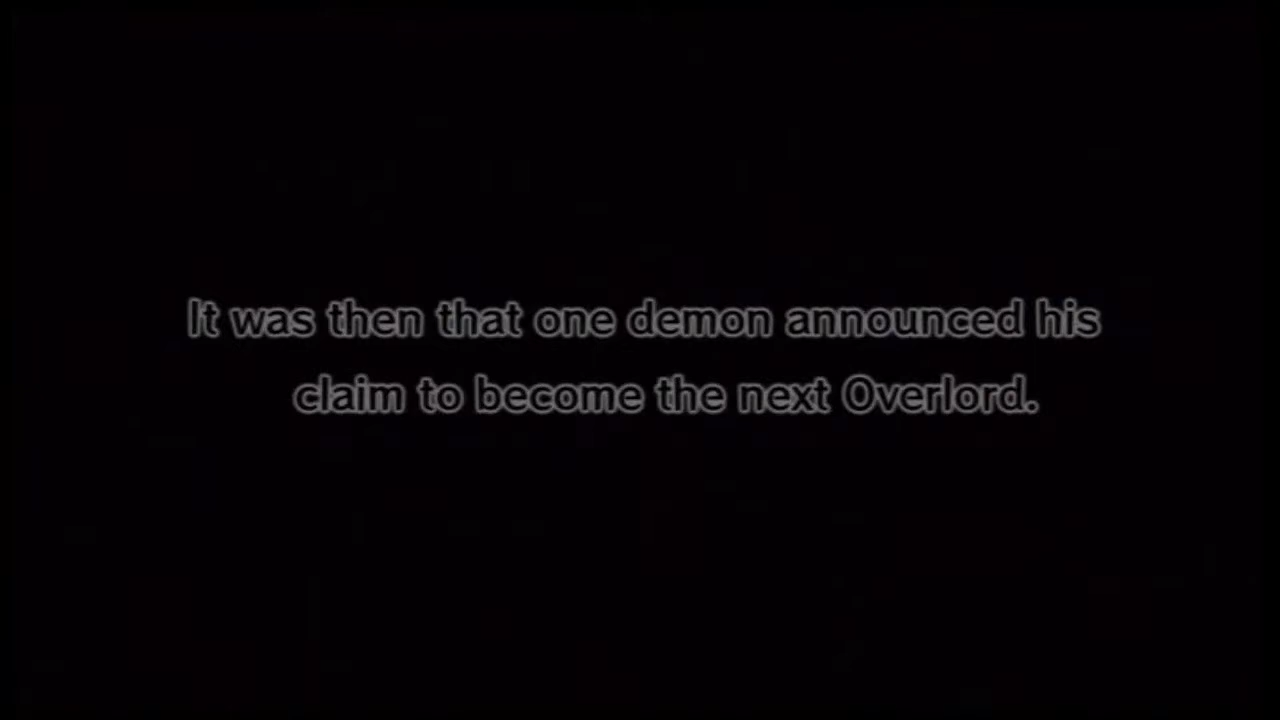 It was then that one demon announced his
claim to become the next Overlord.